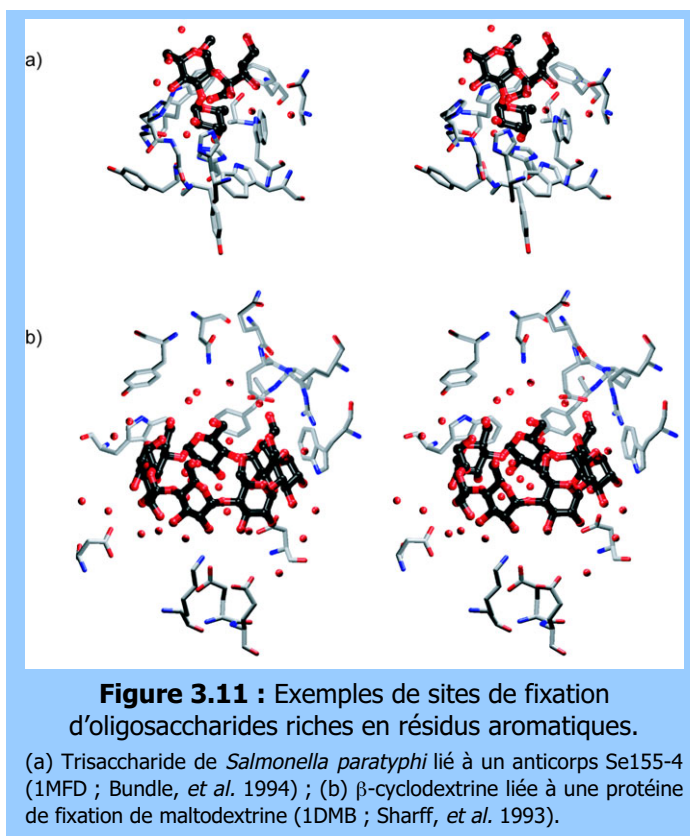 a)
b)
Figure 3.11 : Exemples de sites de fixation
d'oligosaccharides riches en résidus aromatiques.
(a) Trisaccharide de Salmonella paratyphi lié à un anticorps Se155-4
(1MFD ; Bundle, et al. 1994) ; (b) β-cyclodextrine liée à une protéine
de fixation de maltodextrine (1DMB ; Sharff, et al. 1993).